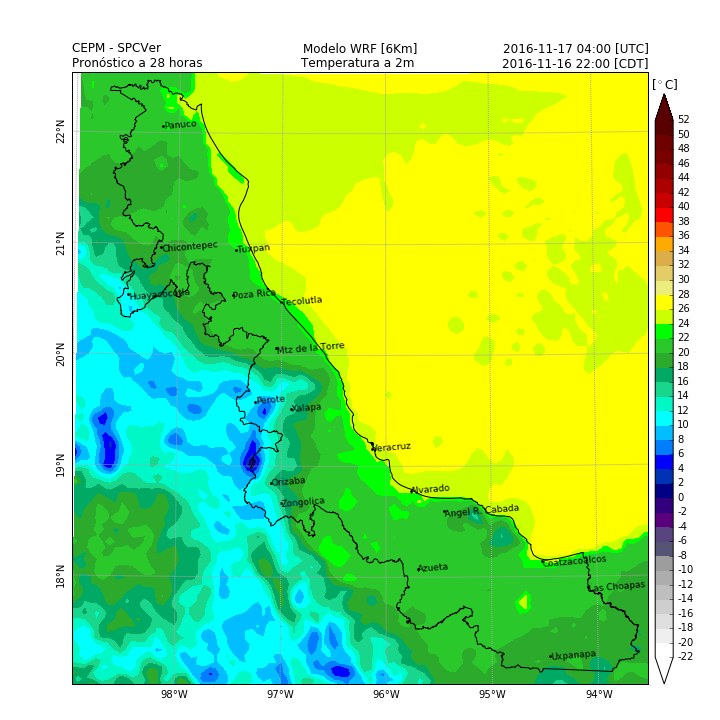 CEPM - SPCVer Modelo WRF [6Km] 2016-11-17 04:00 [UTC]
Pronóstico a 28 horas Temperatura a 2m 2016-11-16 22:00 [CDT]
[°C]
52
50
48
46
44
42
40
38
36
34
32
30
28
26
24
22
20
18
16
14
12
10
8
6
4
2
0
-2
-4
-6
-8
-10
-12
-14
-16
-18
-20
-22
22°N
21°N
20°N
19°N
18°N
Panuco
Chicontepec
Tuxpan
Huayacocotla
Poza Rica
Tecolutla
Mtz de la Torre
Perote
Xalapa
Veracruz
Orizaba
Alvarado
Zongolica
Angel R. Cabada
Azueta
Coatzacoalcos
Las Choapas
Uxpanapa
98°W 97°W 96°W 95°W 94°W